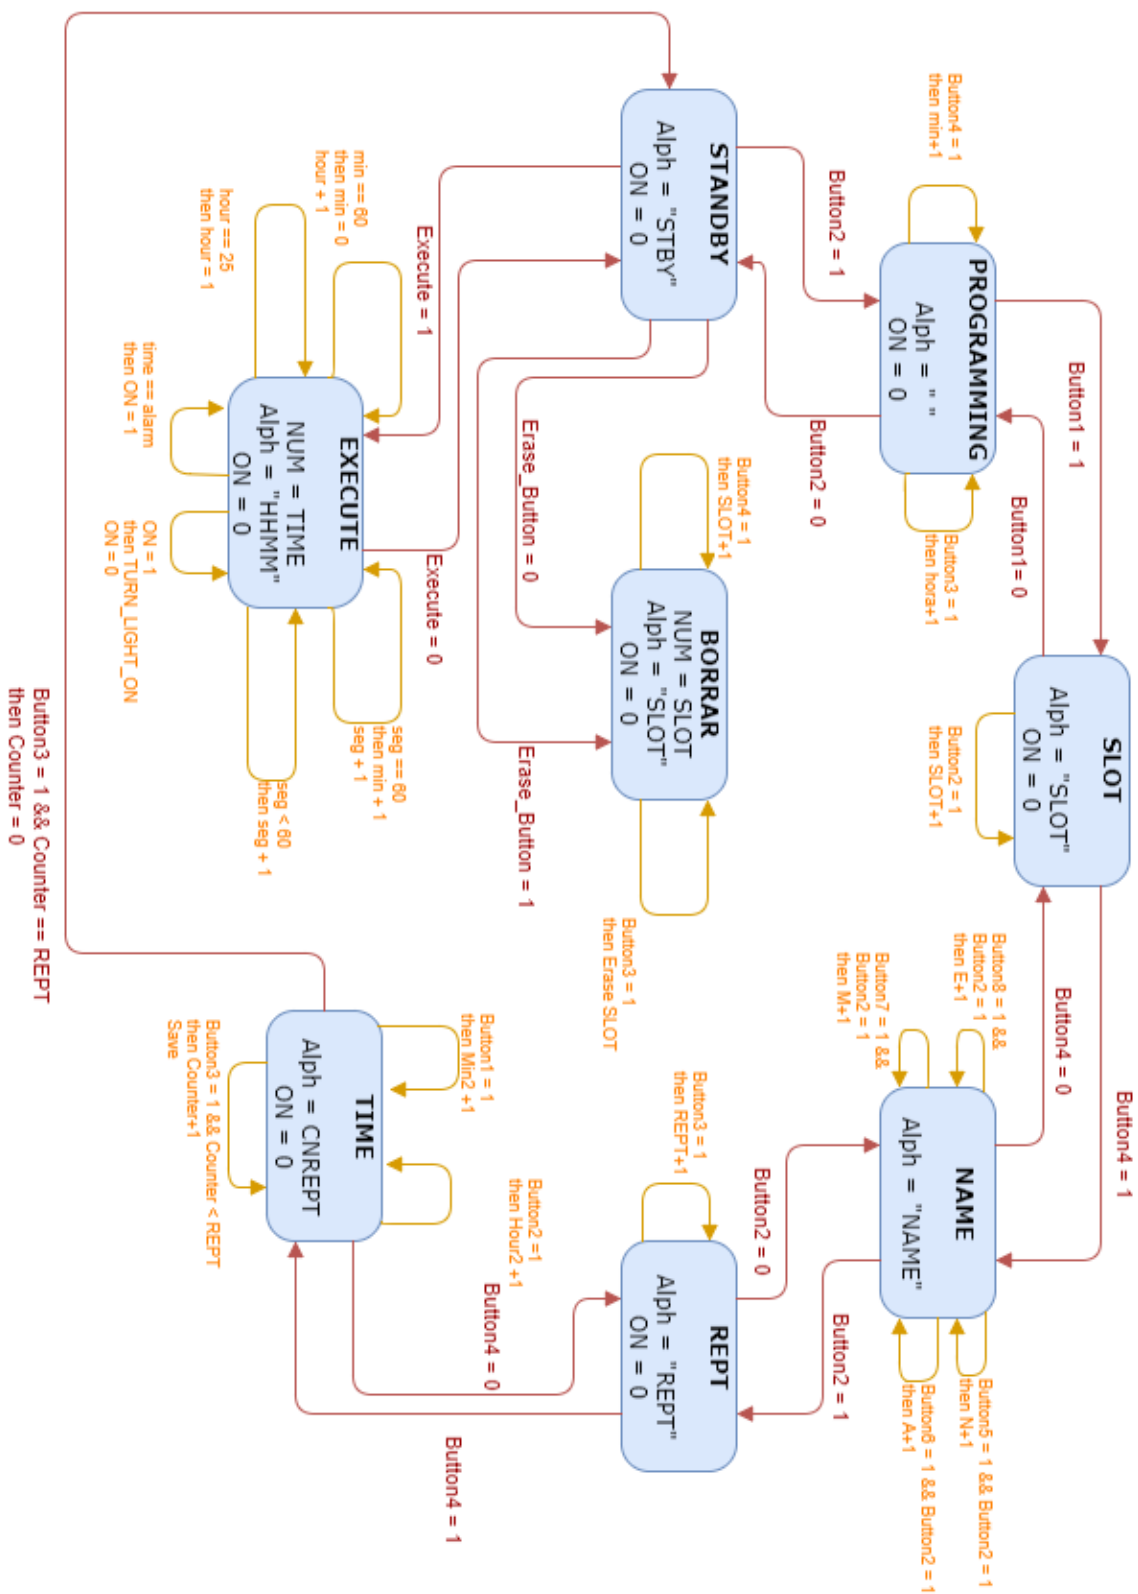 Button1 = 1
Button1= 0
Button4 = 1
Button4 = 0
SLOT
Alph = "SLOT"
ON = 0
Button2 = 1
then SLOT+1
Button4 = 1
then min+1
PROGRAMMING
Alph = " "
ON = 0
Button3 = 1
then hora+1
Button8 = 1 &&
Button2 = 1
then E+1
Button7 = 1 &&
Button2 = 1
then M+1
NAME
Alph = "NAME"
Button5 = 1 && Button2 = 1
then N+1
Button6 = 1 && Button2 = 1
then A+1
Button2 = 1
Button2 = 0
Button2 = 0
Button2 = 1
STANDBY
Alph = "STBY"
ON = 0
Button4 = 1
then SLOT+1
BORRAR
NUM = SLOT
Alph = "SLOT"
ON = 0
Button3 = 1
then Erase SLOT
Button3 = 1
then REPT+1
REPT
Alph = "REPT"
ON = 0
Erase_Button = 0
Erase_Button = 1
Execute = 1
Execute = 0
Button4 = 0
Button4 = 1
min == 60
then min = 0
hour + 1
hour == 25
then hour = 1
EXECUTE
NUM = TIME
Alph = "HHMM"
ON = 0
seg == 60
then min + 1
seg + 1
seg < 60
then seg + 1
time == alarm
then ON = 1
ON = 1
then TURN_LIGHT_ON
ON = 0
Button1 = 1
then Min2 +1
Button2 =1
then Hour2 +1
TIME
Alph = CNREPT
ON = 0
Button3 = 1 && Counter < REPT
then Counter+1
Save
Button3 = 1 && Counter == REPT
then Counter = 0